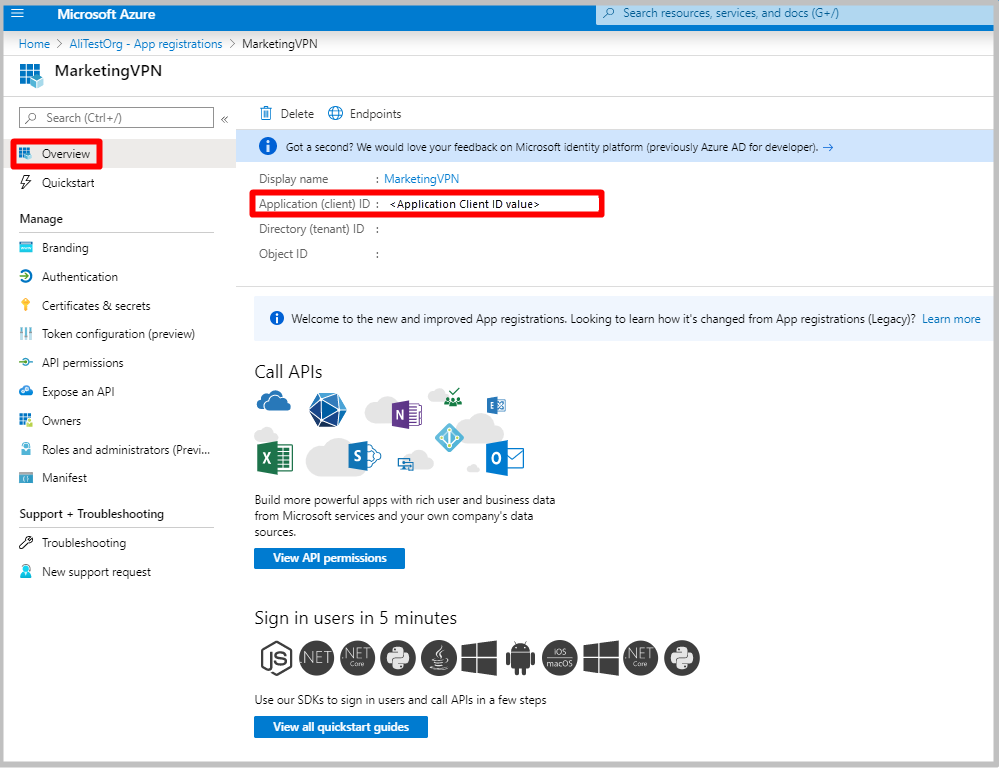 Microsoft Azure
Search resources, services, and docs (G+/)
Home > AliTestOrg - App registrations > MarketingVPN
MarketingVPN
Search (Ctrl+/)
«
Overview
Quickstart
Manage
Branding
Authentication
Certificates & secrets
Token configuration (preview)
API permissions
Expose an API
Owners
Roles and administrators (Previ...
Manifest
Support + Troubleshooting
Troubleshooting
New support request
Delete
Endpoints
Got a second? We would love your feedback on Microsoft identity platform (previously Azure AD for developer). →
Display name : MarketingVPN
Application (client) ID : <Application Client ID value>
Directory (tenant) ID :
Object ID :
Welcome to the new and improved App registrations. Looking to learn how it's changed from App registrations (Legacy)? Learn more
Call APIs
N
E
X
S
O
Build more powerful apps with rich user and business data
from Microsoft services and your own company's data
sources.
View API permissions
Sign in users in 5 minutes
JS
.NET
.NET
Core
iOS
macOS
.NET
Core
Use our SDKs to sign in users and call APIs in a few steps
View all quickstart guides